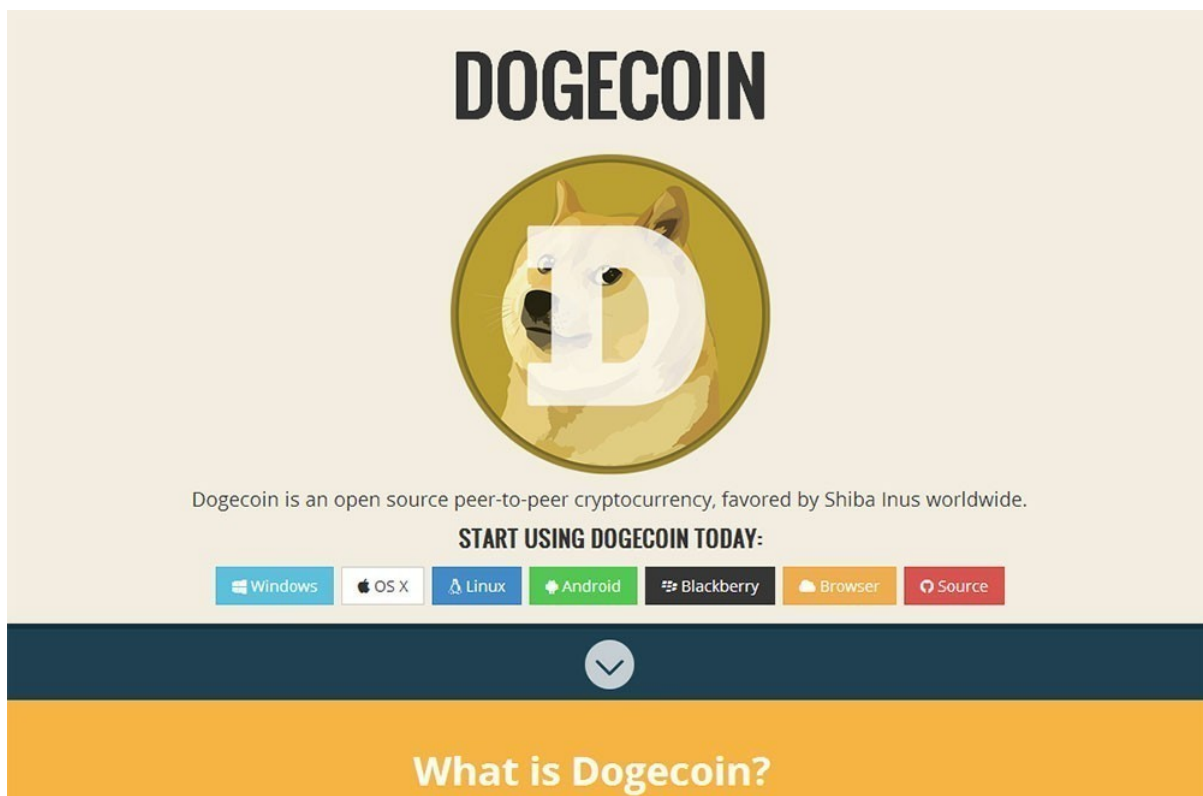 DOGECOIN
D
Dogecoin is an open source peer-to-peer cryptocurrency, favored by Shiba Inus worldwide.
START USING DOGECOIN TODAY:
Windows OS X Linux Android Blackberry Browser Source
What is Dogecoin?